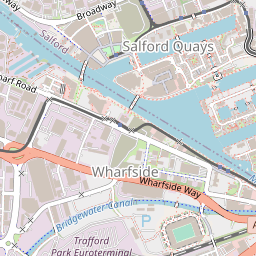 Broadway
Salford Quays
Salford
arf Road
Wharfside
Wharfside Way
Bridgewater Canal
P
Trafford
Park Euroterminal
A